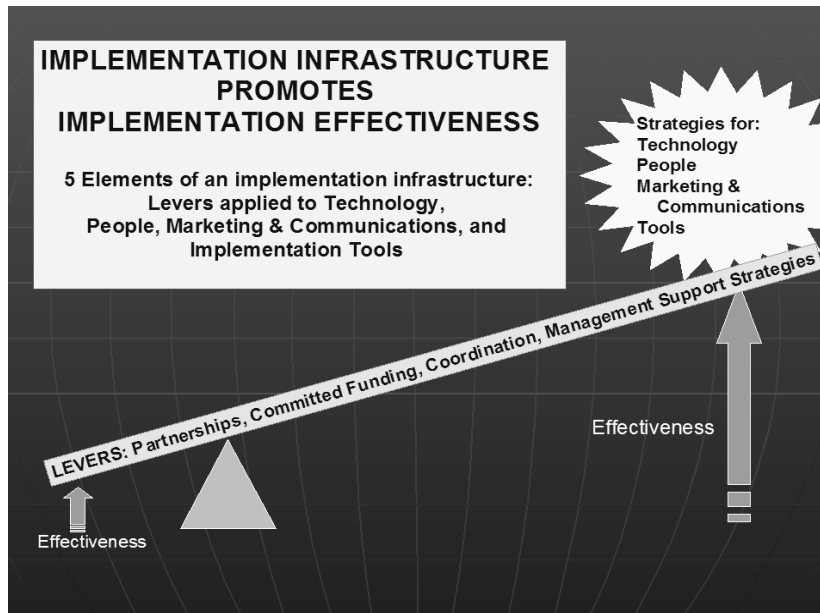 IMPLEMENTATION INFRASTRUCTURE
PROMOTES
IMPLEMENTATION EFFECTIVENESS
5 Elements of an implementation infrastructure:
Levers applied to Technology,
People, Marketing & Communications, and
Implementation Tools
Strategies for:
Technology
People
Marketing &
Communications
Tools
LEVERS: Partnerships, Committed Funding, Coordination, Management Support Strategies
Effectiveness
Effectiveness